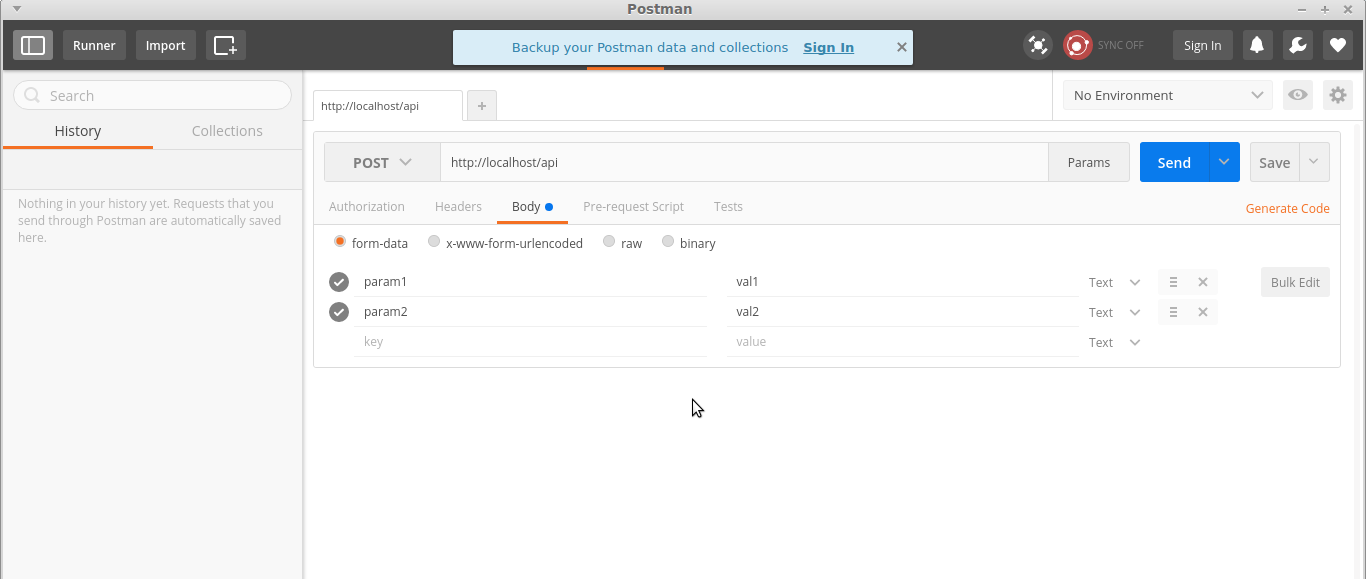 Postman
Runner
Import
Backup your Postman data and collections Sign In
SYNC OFF
Sign In
Search
History Collections
Nothing in your history yet. Requests that you
send through Postman are automatically saved
here.
http://localhost/api
No Environment
POST http://localhost/api Params Send Save
Authorization Headers Body Pre-request Script Tests Generate Code
form-data x-www-form-urlencoded raw binary
param1 val1 Text Bulk Edit
param2 val2 Text
key value Text